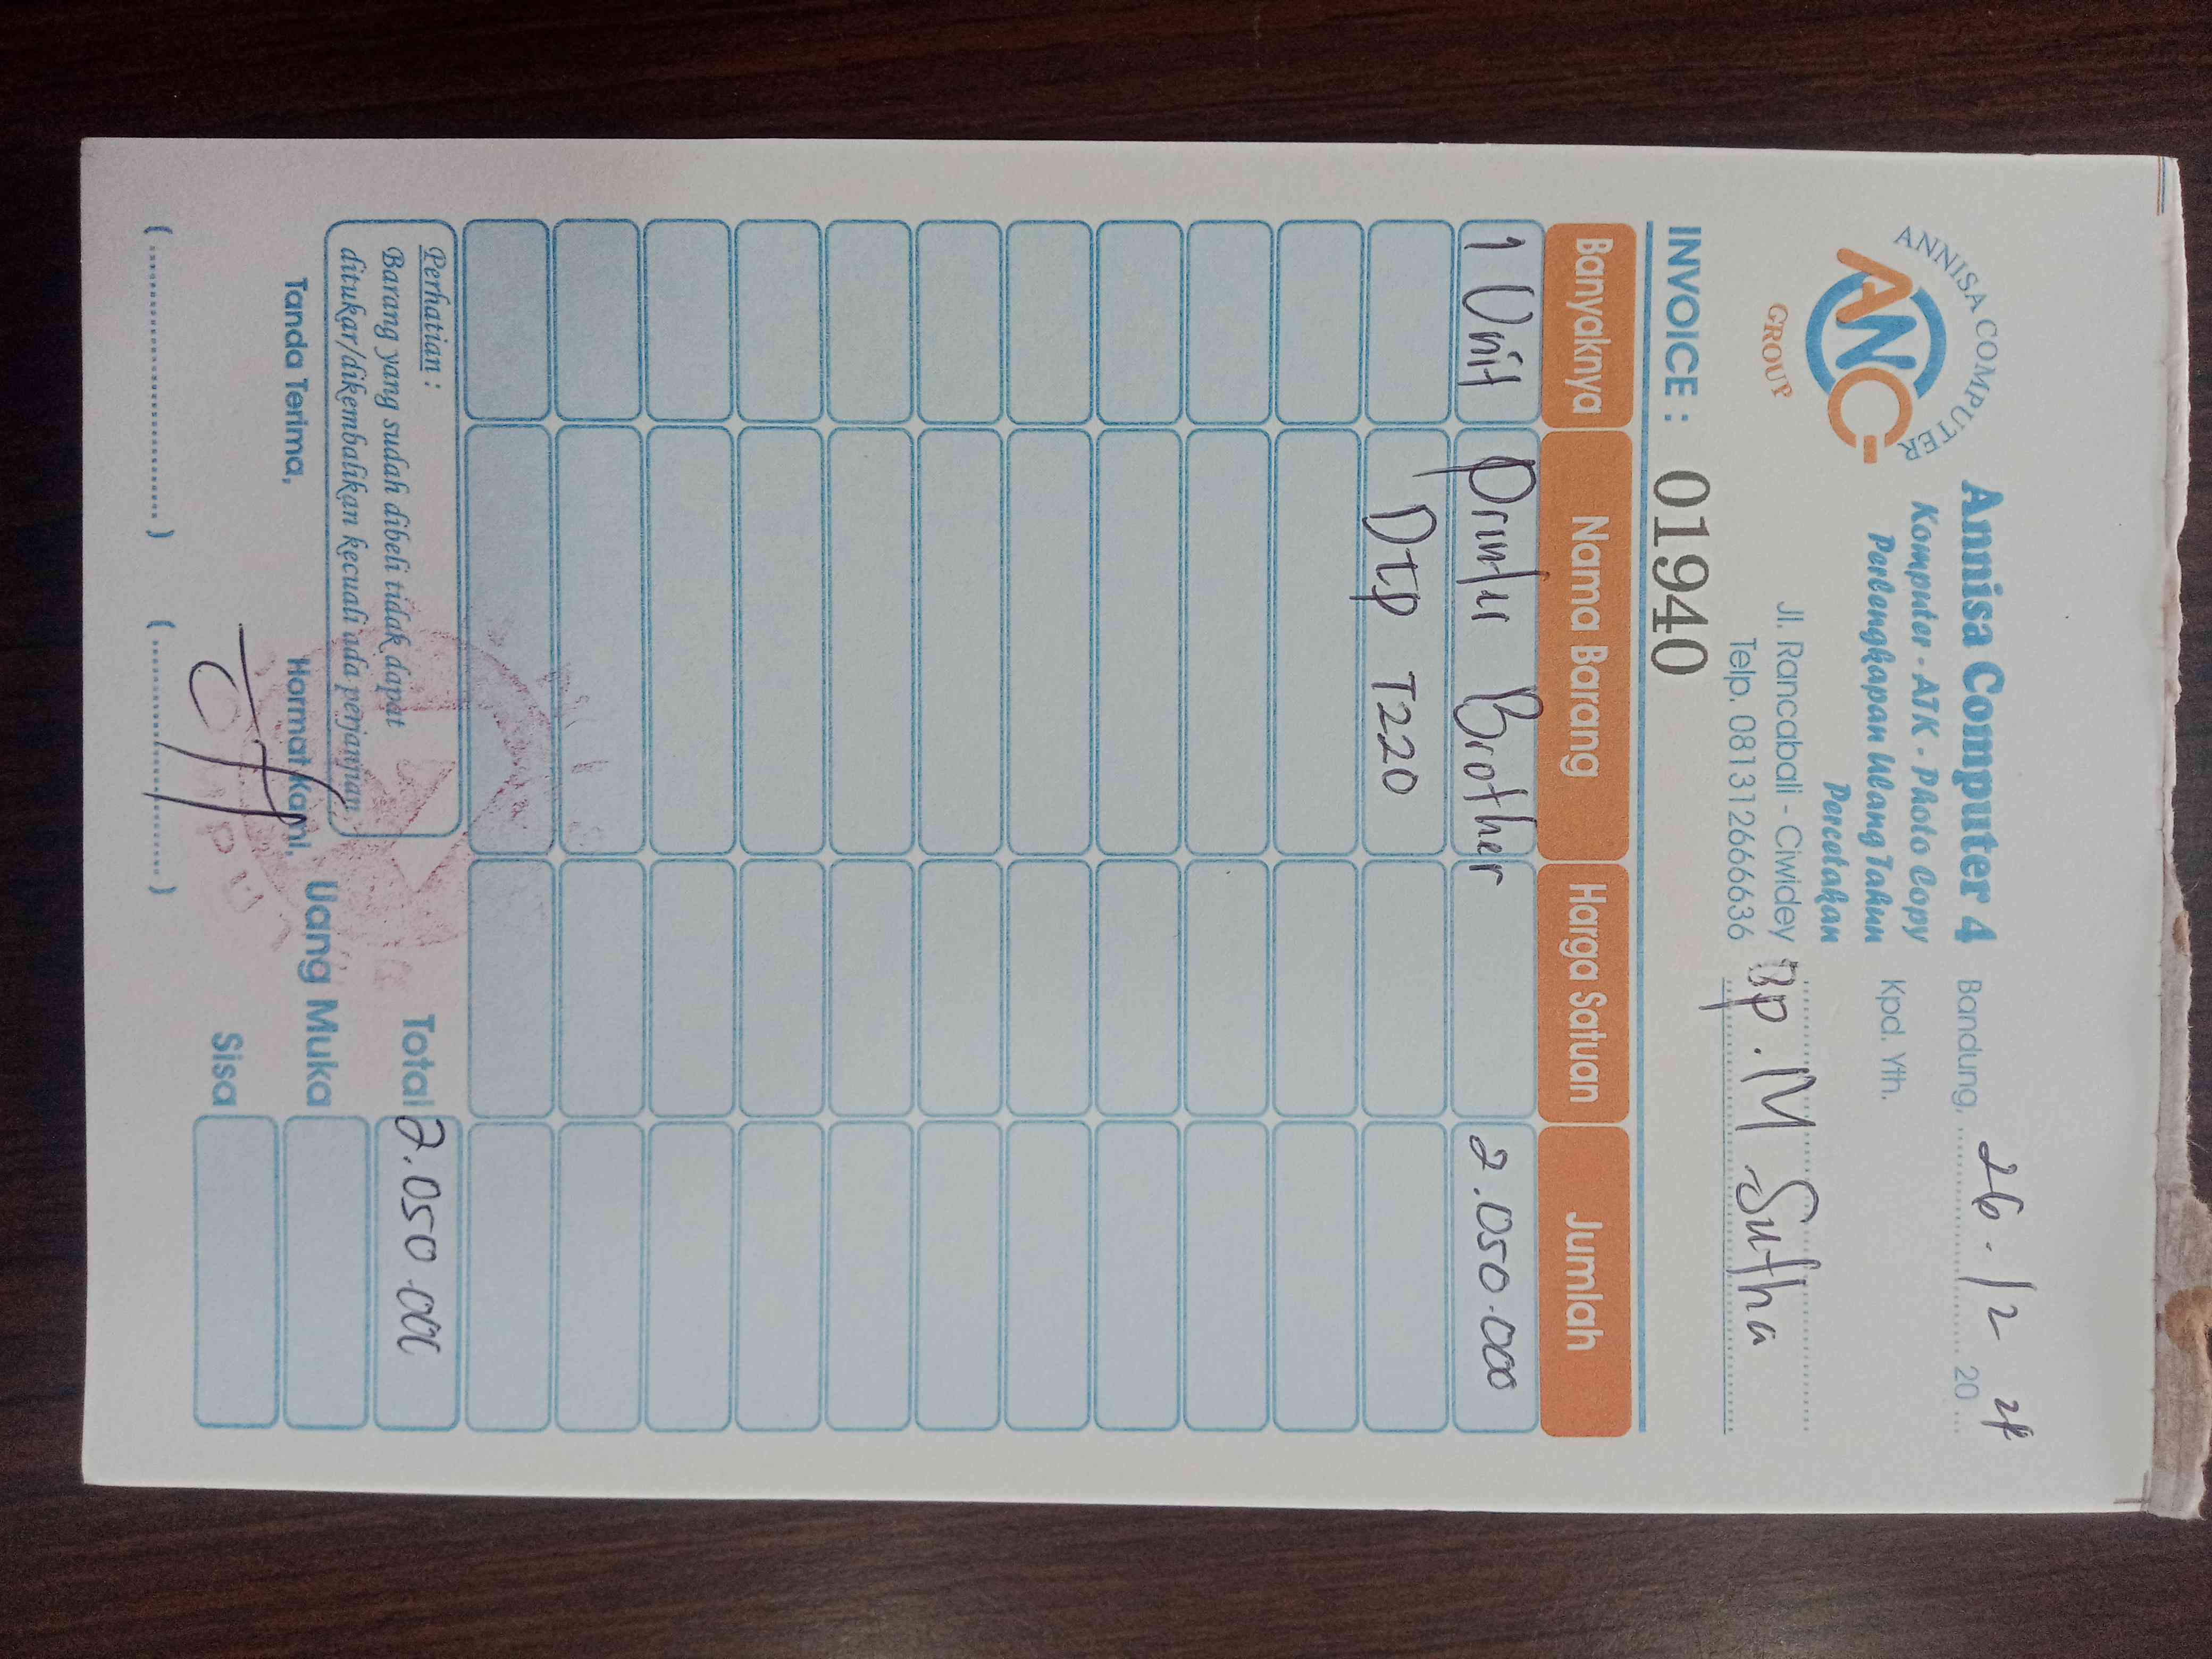 ANNISA COMPUTER
ANC
GROUP
Annisa Computer 4
Komputer - ATK - Photo Copy
Perlengkapan Ulang Tahun
Percetakan
Jl. Rancabali - Ciwidey
Telp. 081312666636
Bandung, 26 . 12 20 24
Kpd. Yth.
Bp. M Sutha
INVOICE : 01940
Banyaknya Nama Barang Harga Satuan Jumlah
1 Unit Printer Brother 2.050.000
DCP T220
Perhatian :
Barang yang sudah dibeli tidak dapat
ditukar/dikembalikan kecuali ada perjanjian
Total 2.050.000
Tanda Terima, Hormat Kami, Uang Muka
Sisa